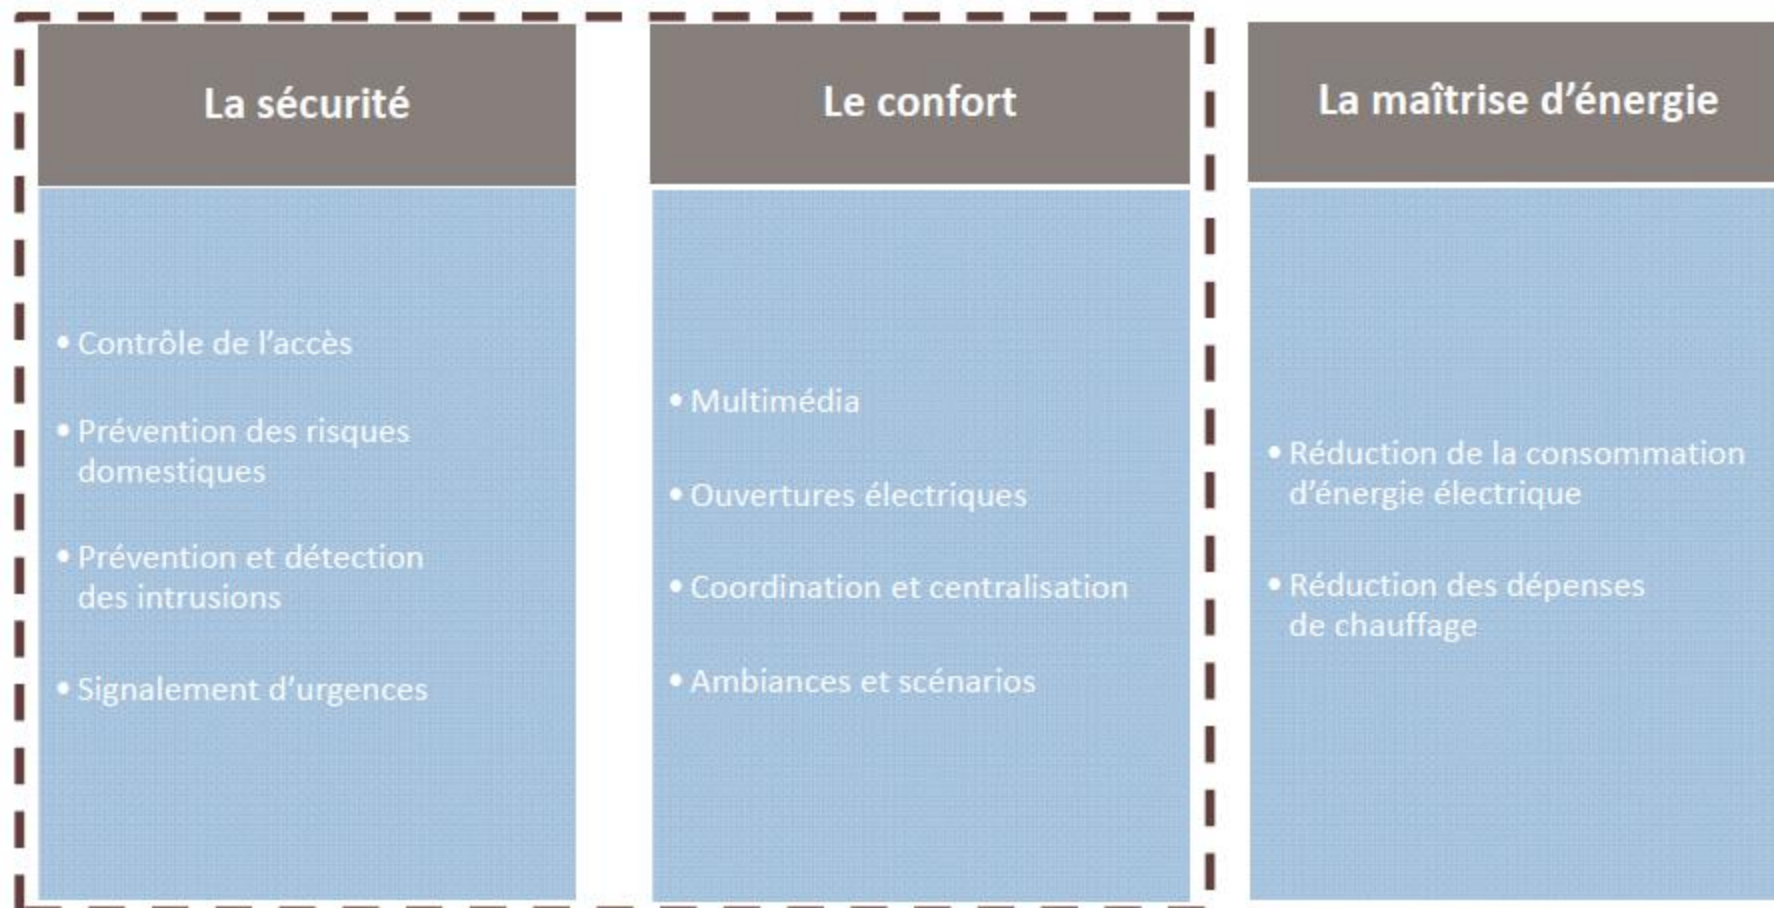 La sécurité
• Contrôle de l’accès
• Prévention des risques
domestiques
• Prévention et détection
des intrusions
• Signalement d’urgences
Le confort
• Multimédia
• Ouvertures électriques
• Coordination et centralisation
• Ambiances et scénarios
La maîtrise d’énergie
• Réduction de la consommation
d’énergie électrique
• Réduction des dépenses
de chauffage